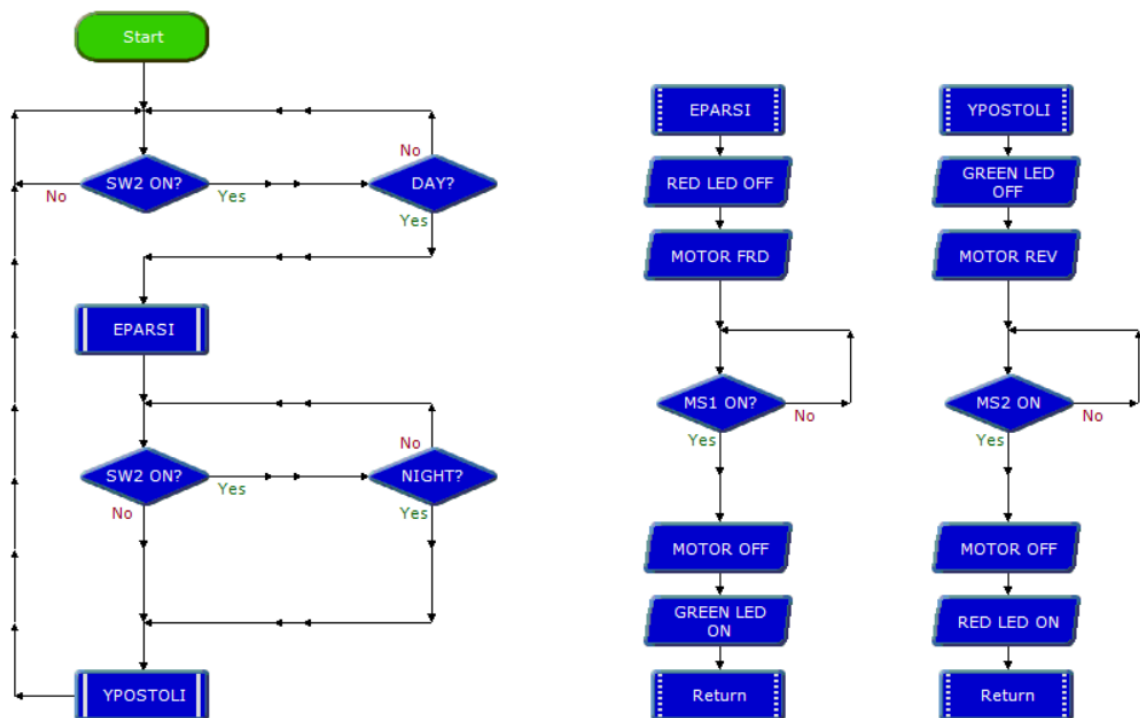 Start
No
SW2 ON?
Yes
DAY?
No
Yes
EPARSI
No
SW2 ON?
Yes
NIGHT?
No
Yes
YPOSTOLI
EPARSI
RED LED OFF
MOTOR FRD
MS1 ON?
No
Yes
MOTOR OFF
GREEN LED
ON
Return
YPOSTOLI
GREEN LED
OFF
MOTOR REV
MS2 ON
No
Yes
MOTOR OFF
RED LED ON
Return